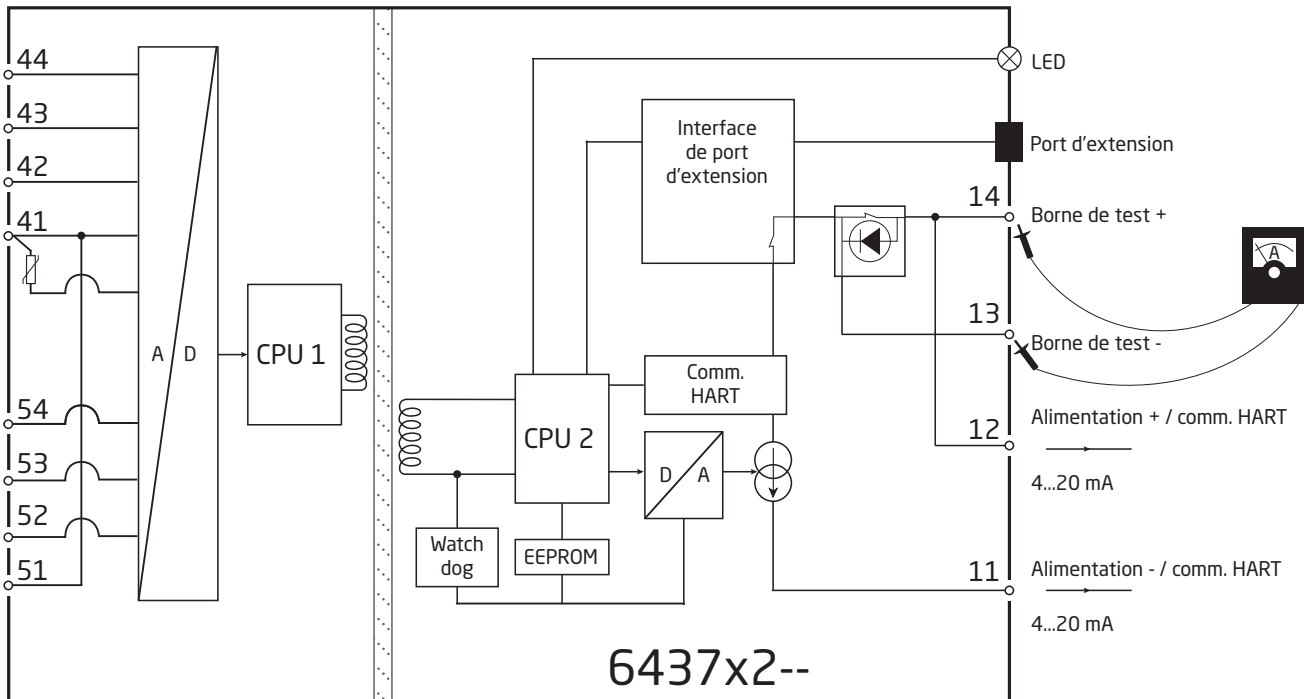 44
43
42
41
54
53
52
51
A
D
CPU 1
CPU 2
Watch
dog
EEPROM
Interface
de port
d'extension
Comm.
HART
D
A
LED
Port d'extension
14
Borne de test +
A
13
Borne de test -
12
Alimentation + / comm. HART
4...20 mA
11
Alimentation - / comm. HART
4...20 mA
6437x2--